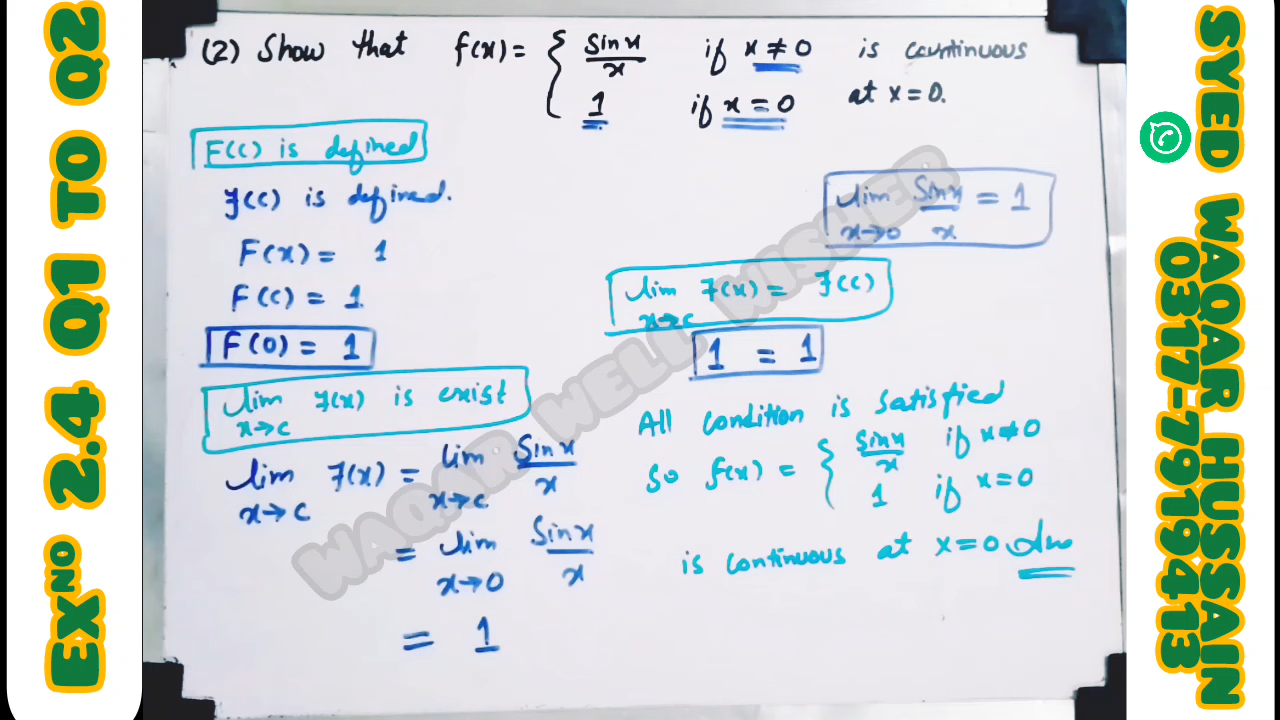 (2) Show that f(x) = { Sin x / x if x ≠ 0 is continuous
1 if x = 0 at x = 0.
F(c) is defined
f(c) is defined.
F(x) = 1
F(c) = 1
F(0) = 1
lim f(x) is exist
x→c
lim f(x) = lim Sin x / x
x→c x→c
= lim Sin x / x
x→0
= 1
lim Sin x / x = 1
x→0
lim f(x) = f(c)
x→c
1 = 1
All condition is satisfied
So f(x) = { Sin x / x if x ≠ 0
1 if x = 0
is continuous at x = 0 Ans
WAQAR WELL WISHER
Ex NO 2.4 Q1 TO Q2
SYED WAQAR HUSSAIN
0317-7919413